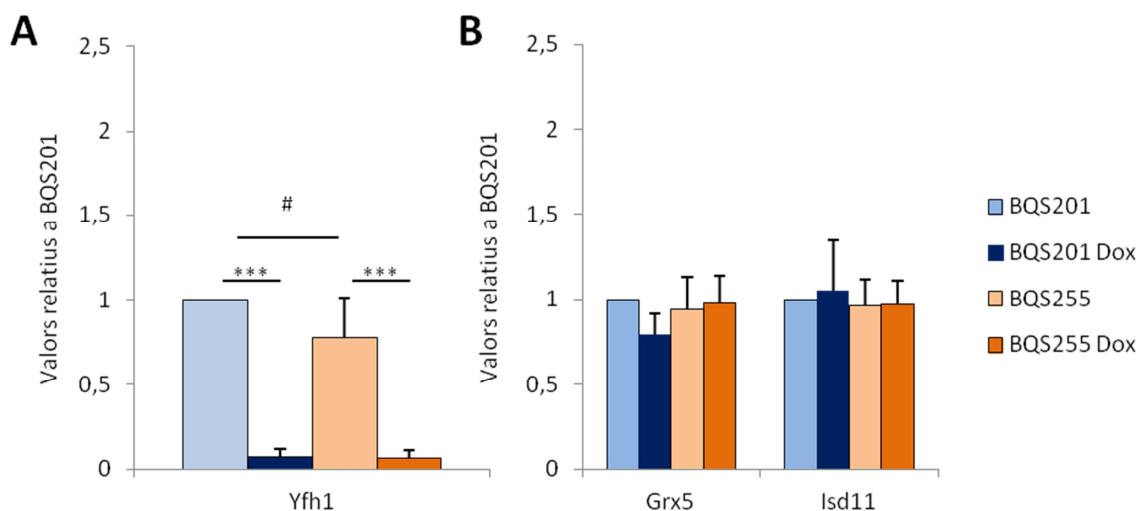 A
Valors relatius a BQS201
2,5
2
1,5
1
0,5
0
#
***
***
Yfh1
B
Valors relatius a BQS201
2,5
2
1,5
1
0,5
0
Grx5
Isd11
BQS201
BQS201 Dox
BQS255
BQS255 Dox